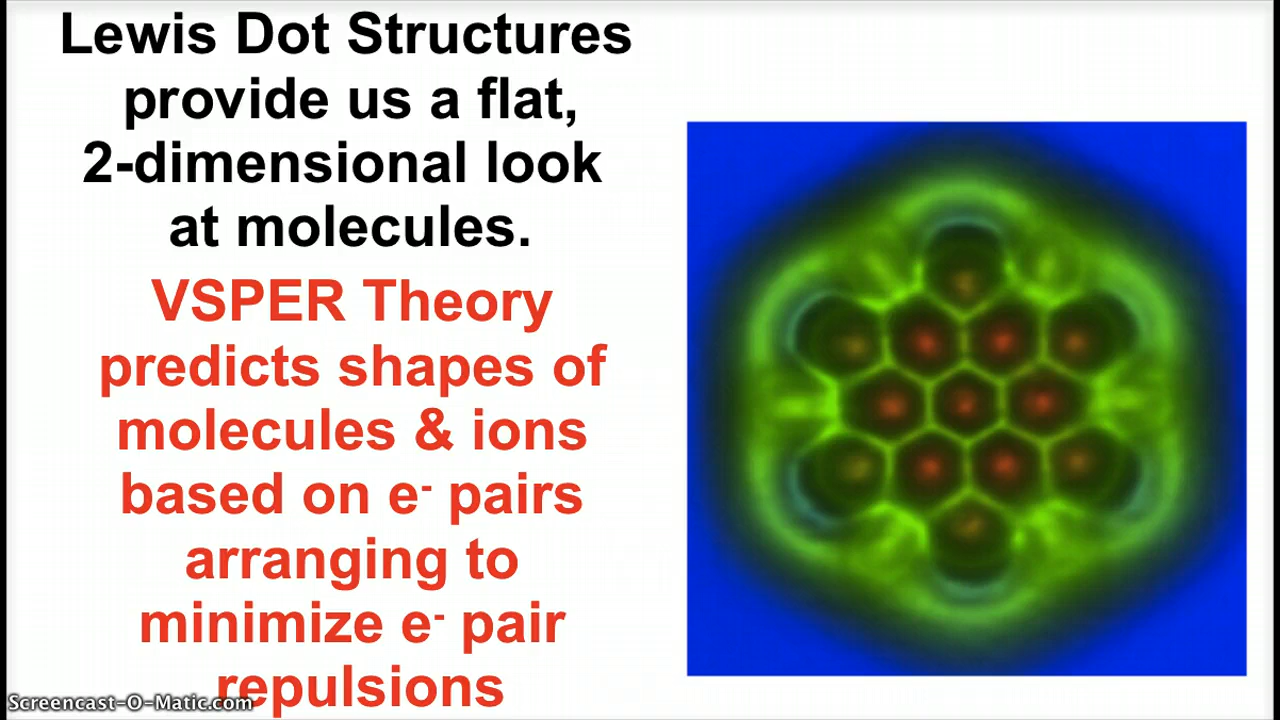 Lewis Dot Structures
provide us a flat,
2-dimensional look
at molecules.
VSPER Theory
predicts shapes of
molecules & ions
based on e- pairs
arranging to
minimize e- pair
repulsions
Screencast-O-Matic.com